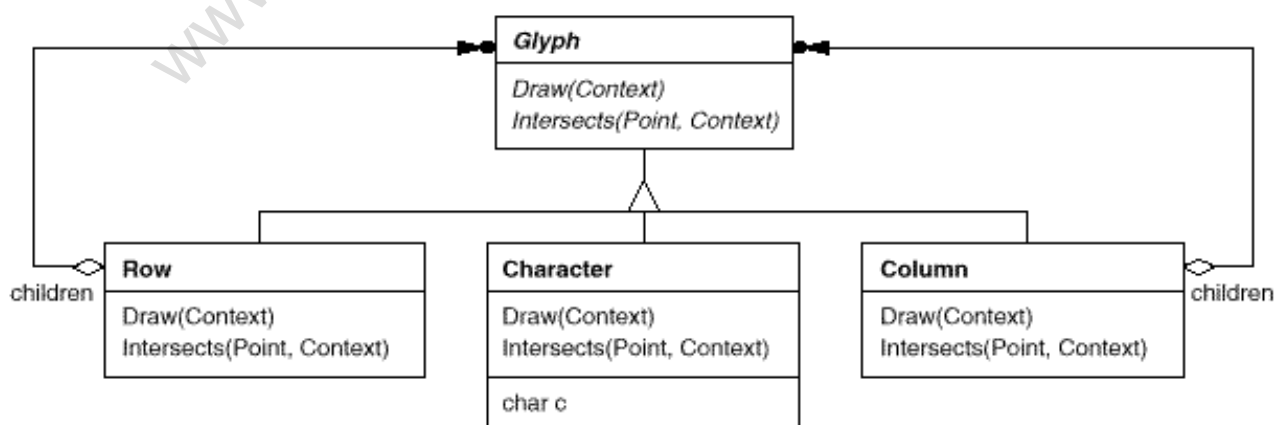 www.
Glyph
Draw(Context)
Intersects(Point, Context)
children
Row
Draw(Context)
Intersects(Point, Context)
Character
Draw(Context)
Intersects(Point, Context)
char c
Column
Draw(Context)
Intersects(Point, Context)
children